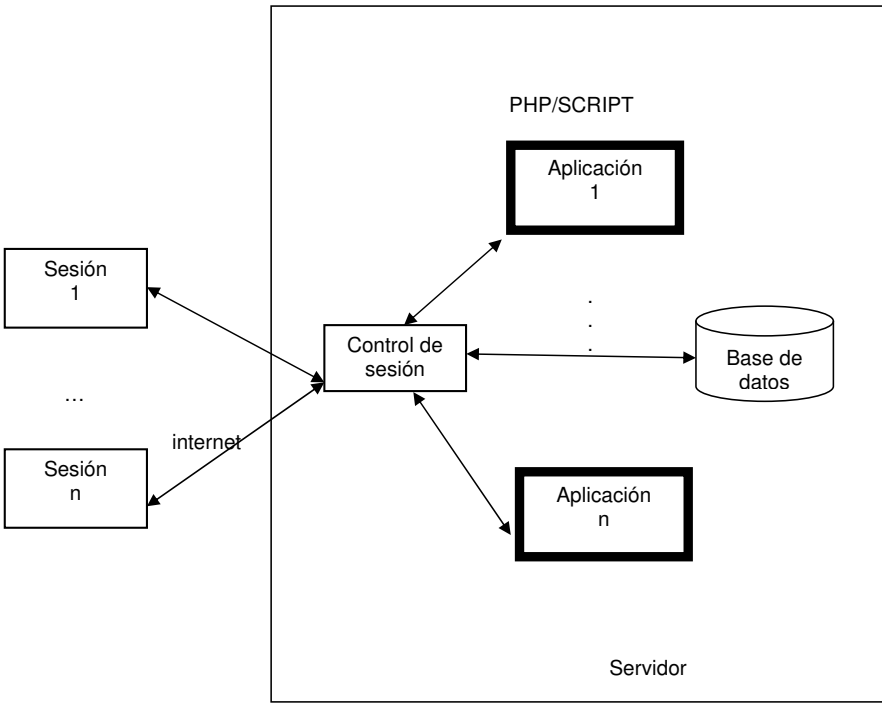 PHP/SCRIPT
Aplicación
1
Sesión
1
.
.
.
Control de
sesión
Base de
datos
...
internet
Sesión
n
Aplicación
n
Servidor